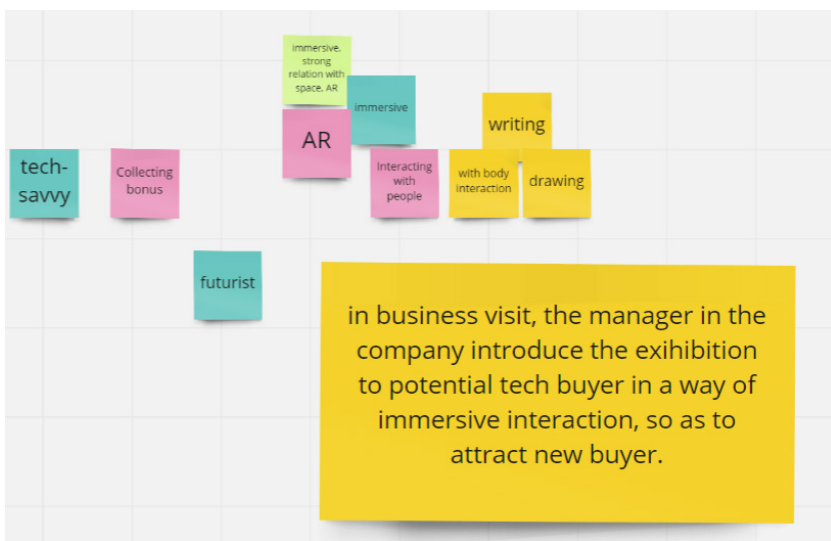 immersive,
strong
relation with
space, AR
immersive
AR
writing
tech-
savvy
Collecting
bonus
Interacting
with
people
with body
interaction
drawing
futurist
in business visit, the manager in the
company introduce the exihibition
to potential tech buyer in a way of
immersive interaction, so as to
attract new buyer.